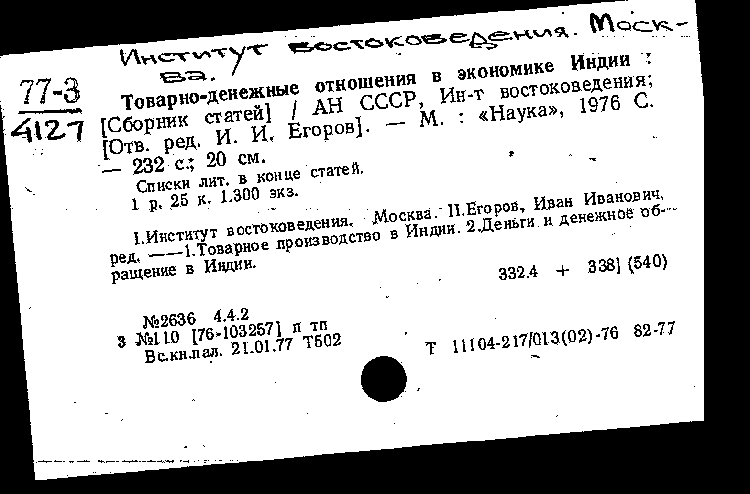 Институт востоковедения. Моск-
ва.
77-3
4127
Товарно-денежные отношения в экономике Индии :
[Сборник статей] / АН СССР, Ин-т востоковедения;
[Отв. ред. И. И. Егоров]. — М. : «Наука», 1976 С.
— 232 с.; 20 см.
Списки лит. в конце статей.
1 р. 25 к. 1.300 экз.
I.Институт востоковедения. Москва. II.Егоров, Иван Иванович,
ред. ——1.Товарное производство в Индии. 2.Деньги и денежное об-
ращение в Индии.
332.4 + 338] (540)
№2636 4.4.2
3 №110 [76-103257] п тп
Вс.кн.пал. 21.01.77 Т502
Т 11104-217/013(02)-76 82-77